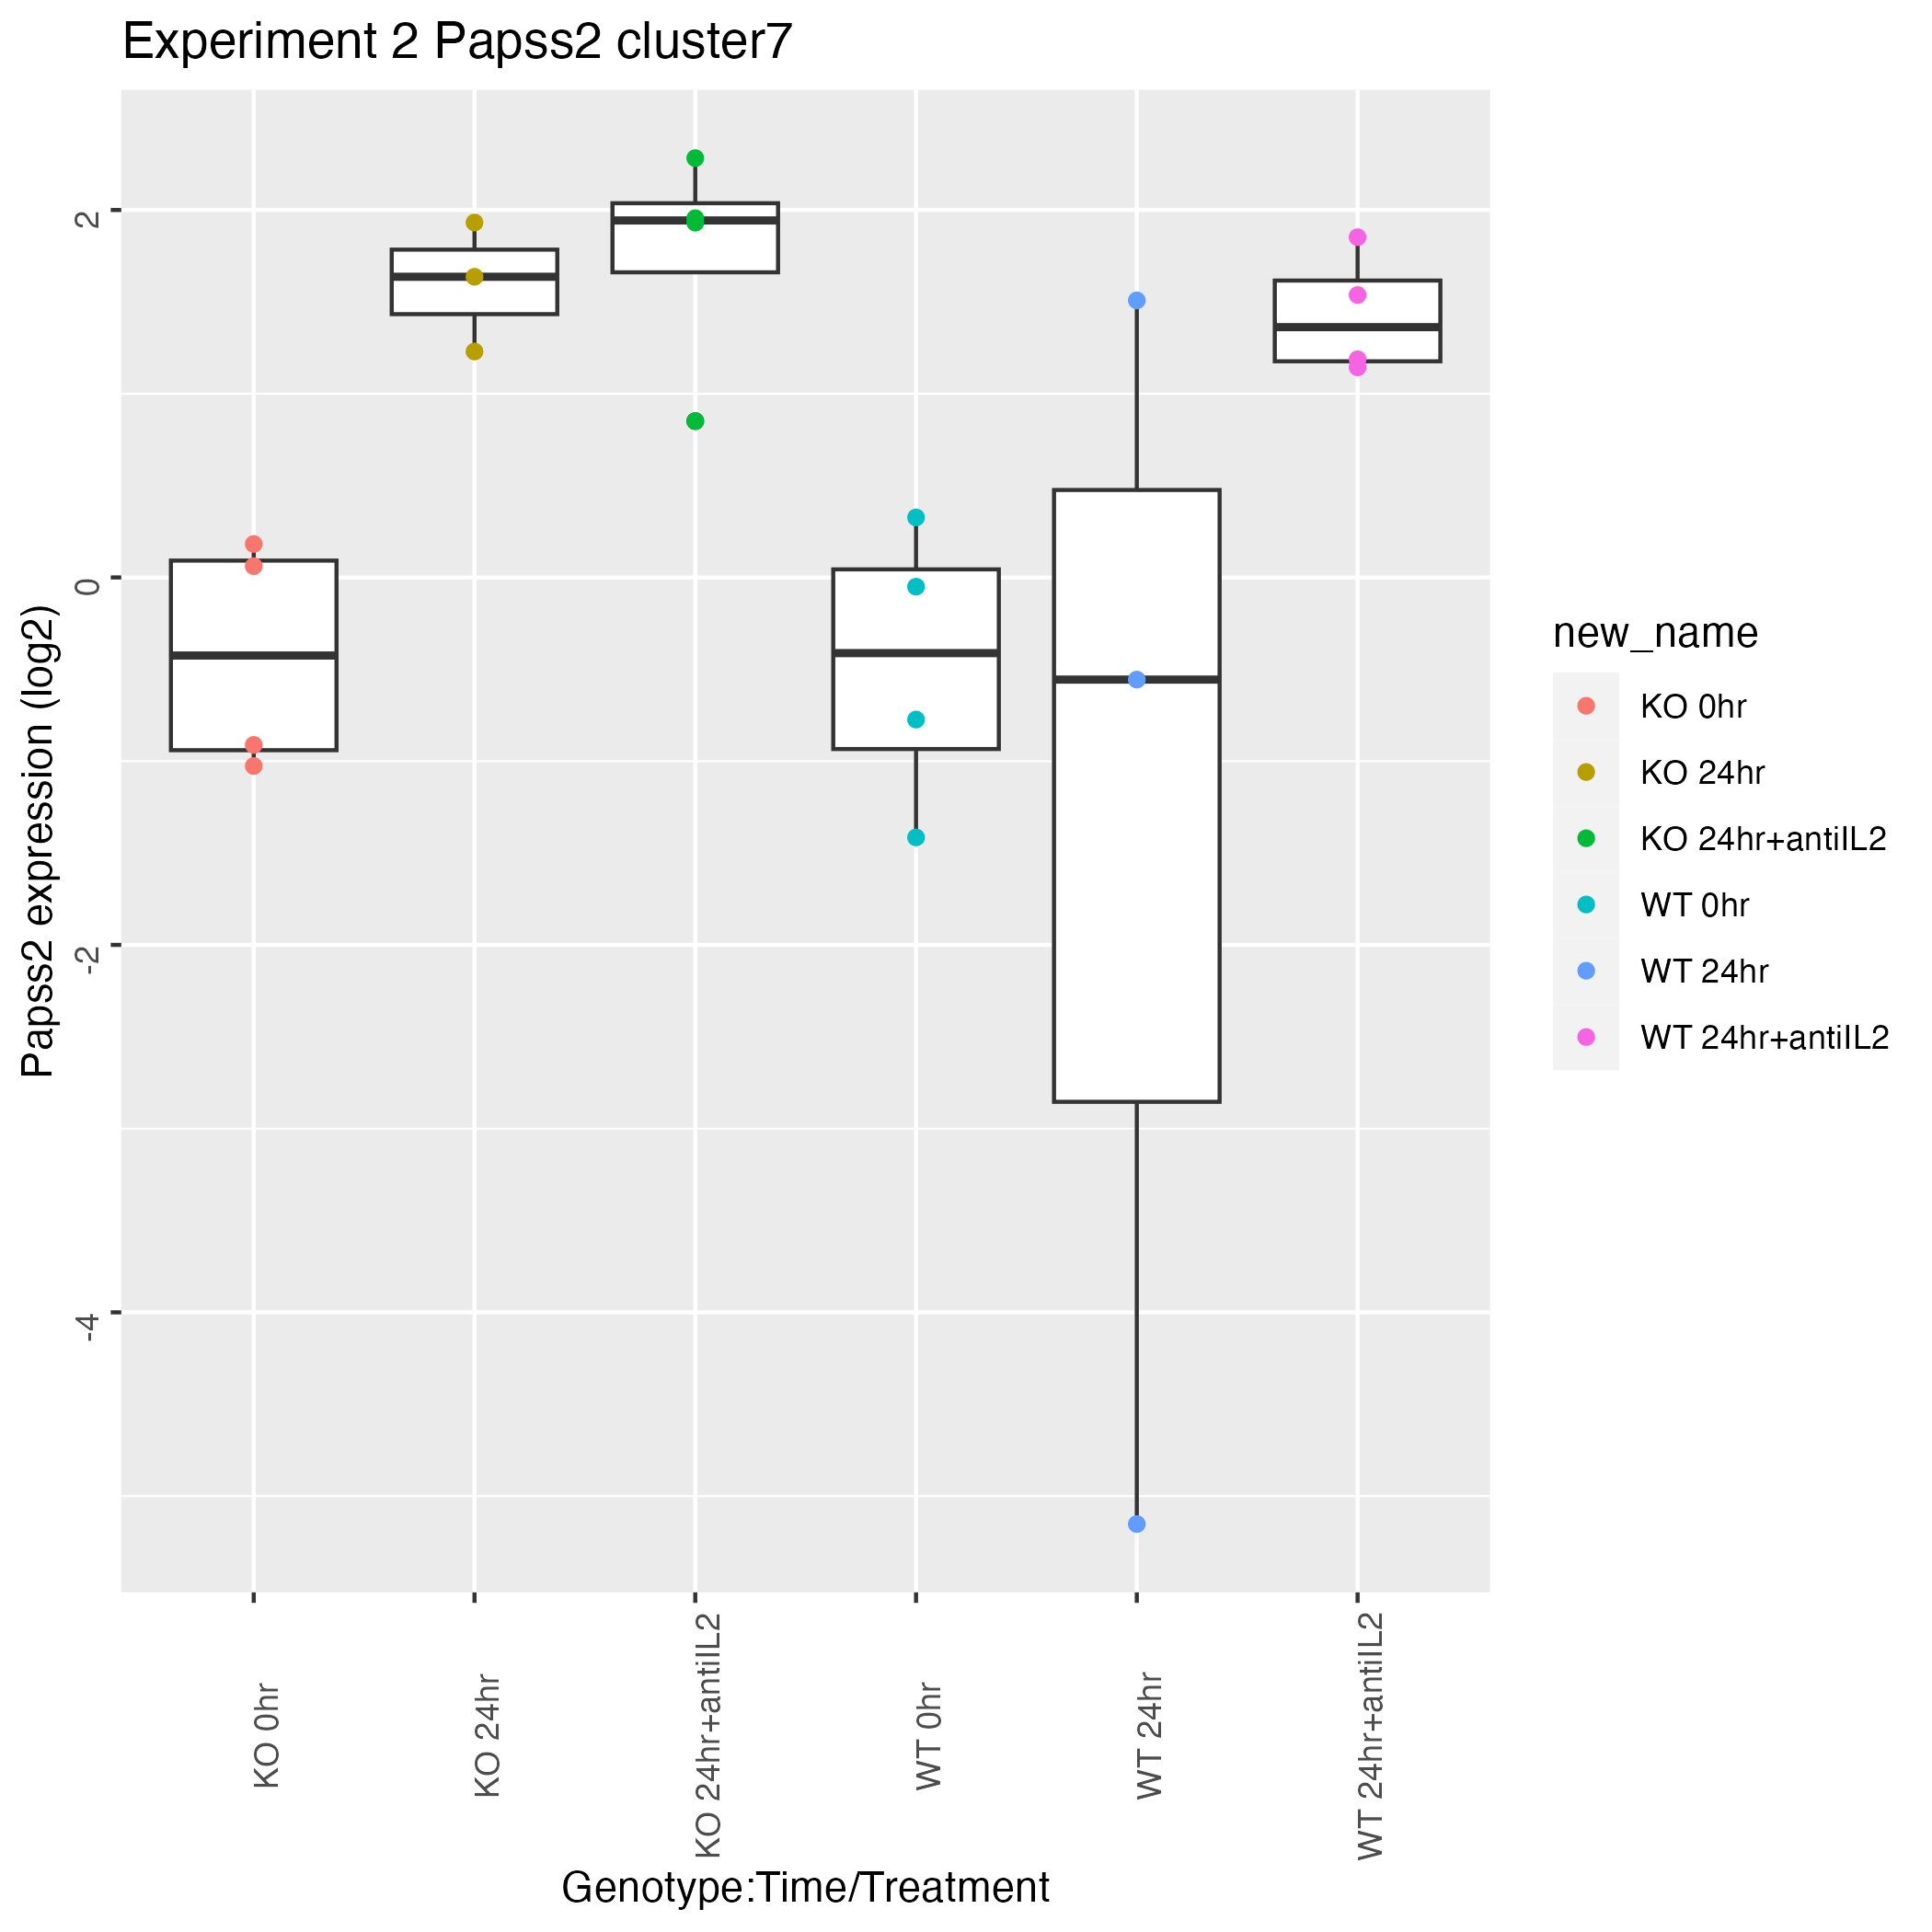 Experiment 2 Papss2 cluster7
Papss2 expression (log2)
2
0
-2
-4
KO 0hr
KO 24hr
KO 24hr+antiIL2
WT 0hr
WT 24hr
WT 24hr+antiIL2
Genotype:Time/Treatment
new_name
KO 0hr
KO 24hr
KO 24hr+antiIL2
WT 0hr
WT 24hr
WT 24hr+antiIL2